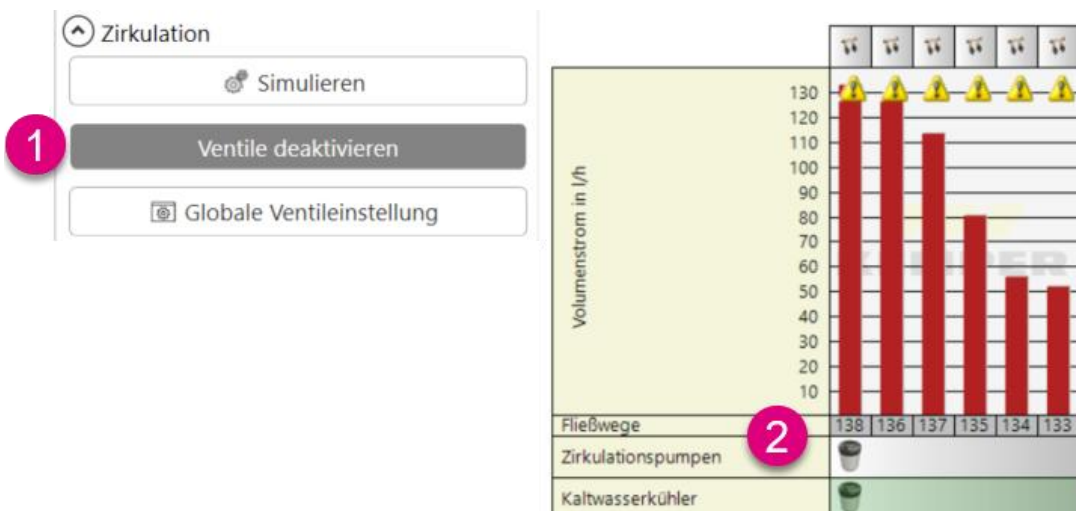 Zirkulation
Simulieren
1
Ventile deaktivieren
Globale Ventileinstellung
130
120
110
100
90
80
70
60
50
40
30
20
10
Volumenstrom in l/h
Fließwege
138 136 137 135 134 133
2
Zirkulationspumpen
Kaltwasserkühler